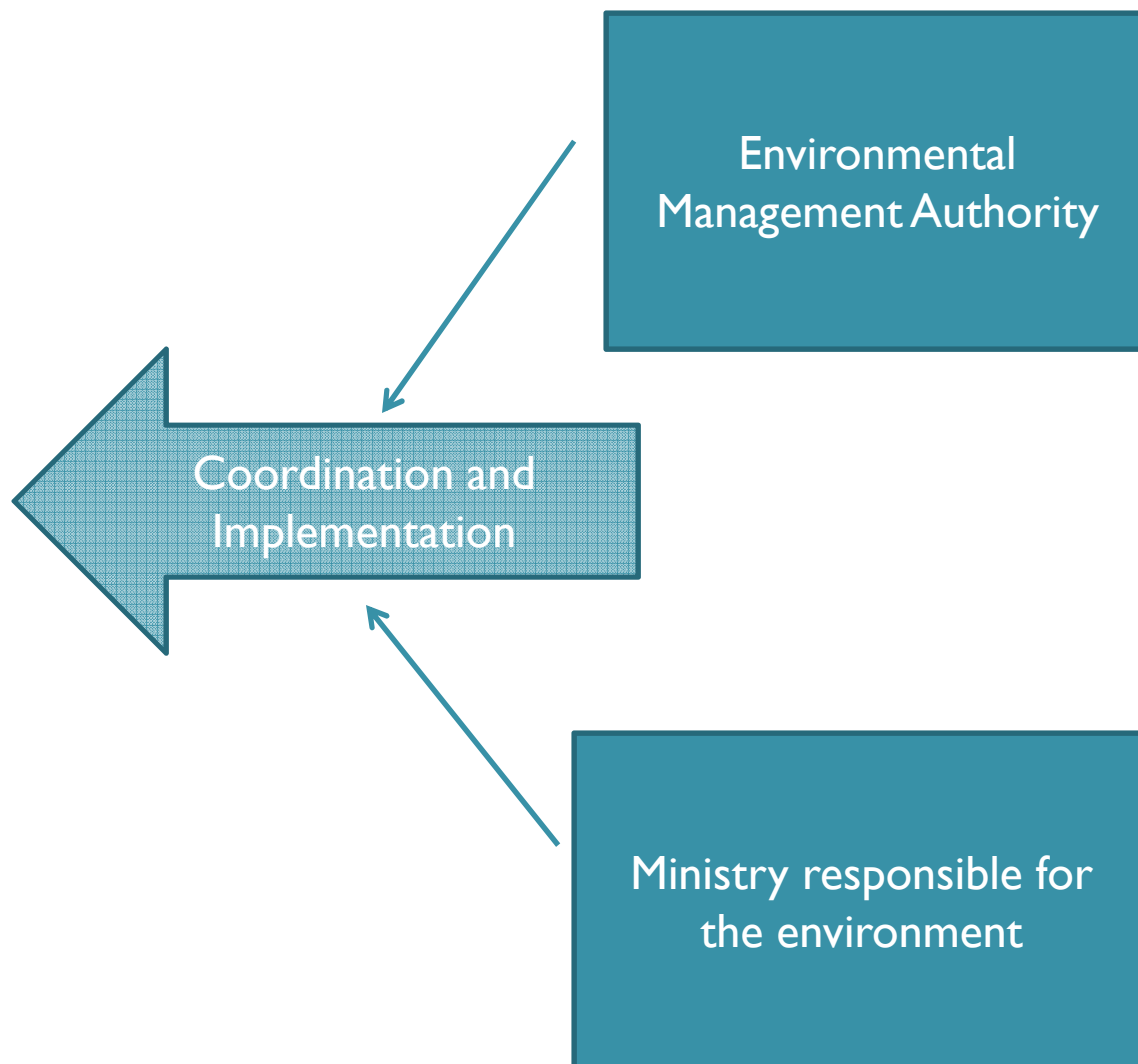 Environmental
Management Authority
Coordination and
Implementation
Ministry responsible for
the environment